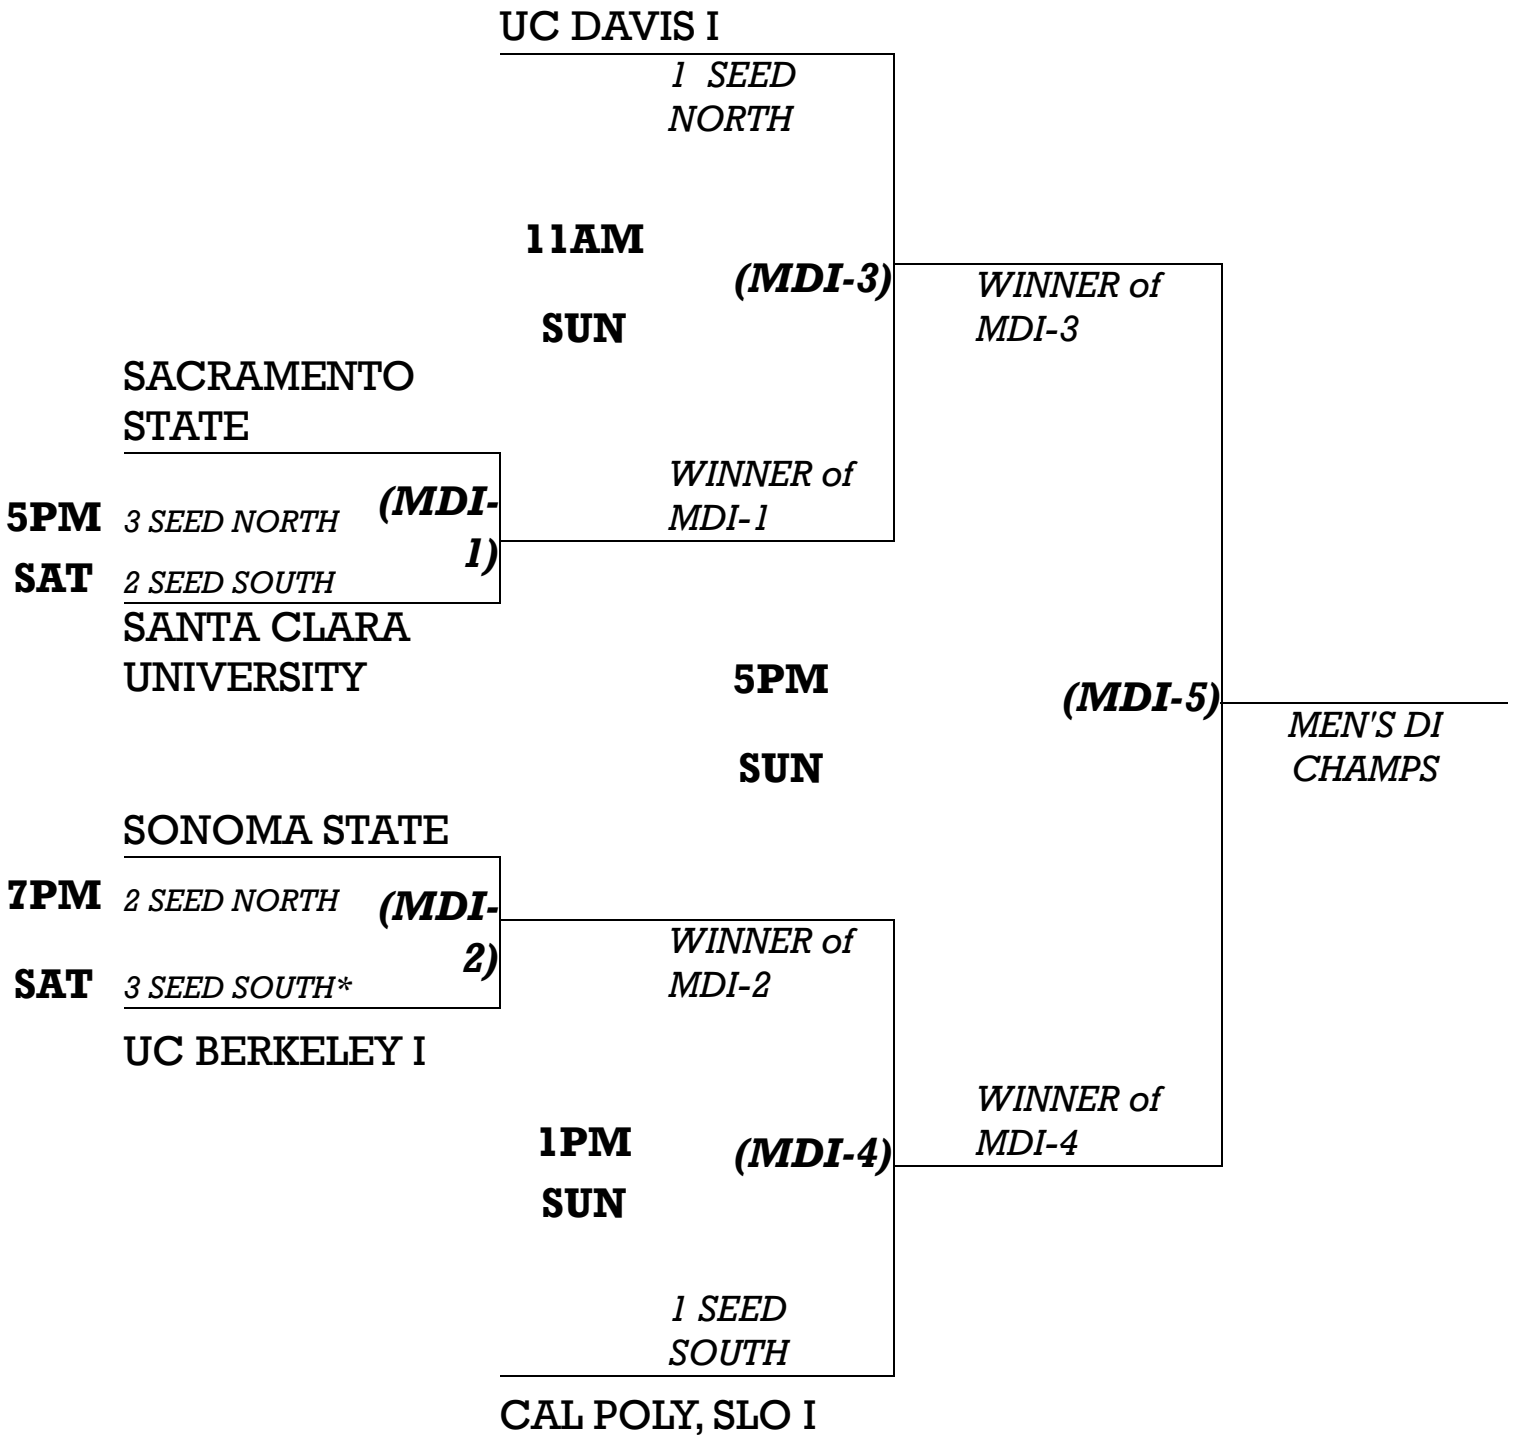 UC DAVIS I
1 SEED
NORTH
11AM
SUN
(MDI-3)
WINNER of
MDI-3
SACRAMENTO
STATE
5PM
SAT
3 SEED NORTH
2 SEED SOUTH
(MDI-
1)
WINNER of
MDI-1
SANTA CLARA
UNIVERSITY
5PM
SUN
(MDI-5)
MEN'S DI
CHAMPS
SONOMA STATE
7PM
SAT
2 SEED NORTH
3 SEED SOUTH*
(MDI-
2)
WINNER of
MDI-2
UC BERKELEY I
1PM
SUN
(MDI-4)
WINNER of
MDI-4
1 SEED
SOUTH
CAL POLY, SLO I